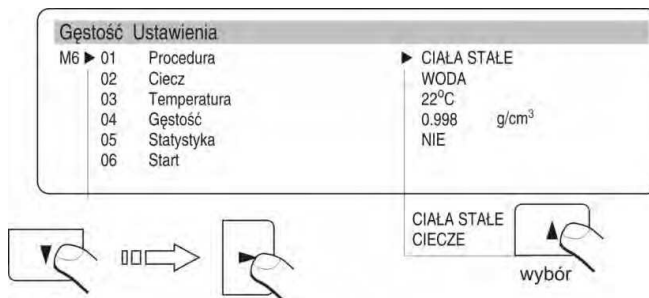 Gęstość Ustawienia
M6 ▶ 01 Procedura ▶ CIAŁA STAŁE
02 Ciecz WODA
03 Temperatura 22⁰C
04 Gęstość 0.998 g/cm³
05 Statystyka NIE
06 Start
CIAŁA STAŁE
CIECZE
wybór